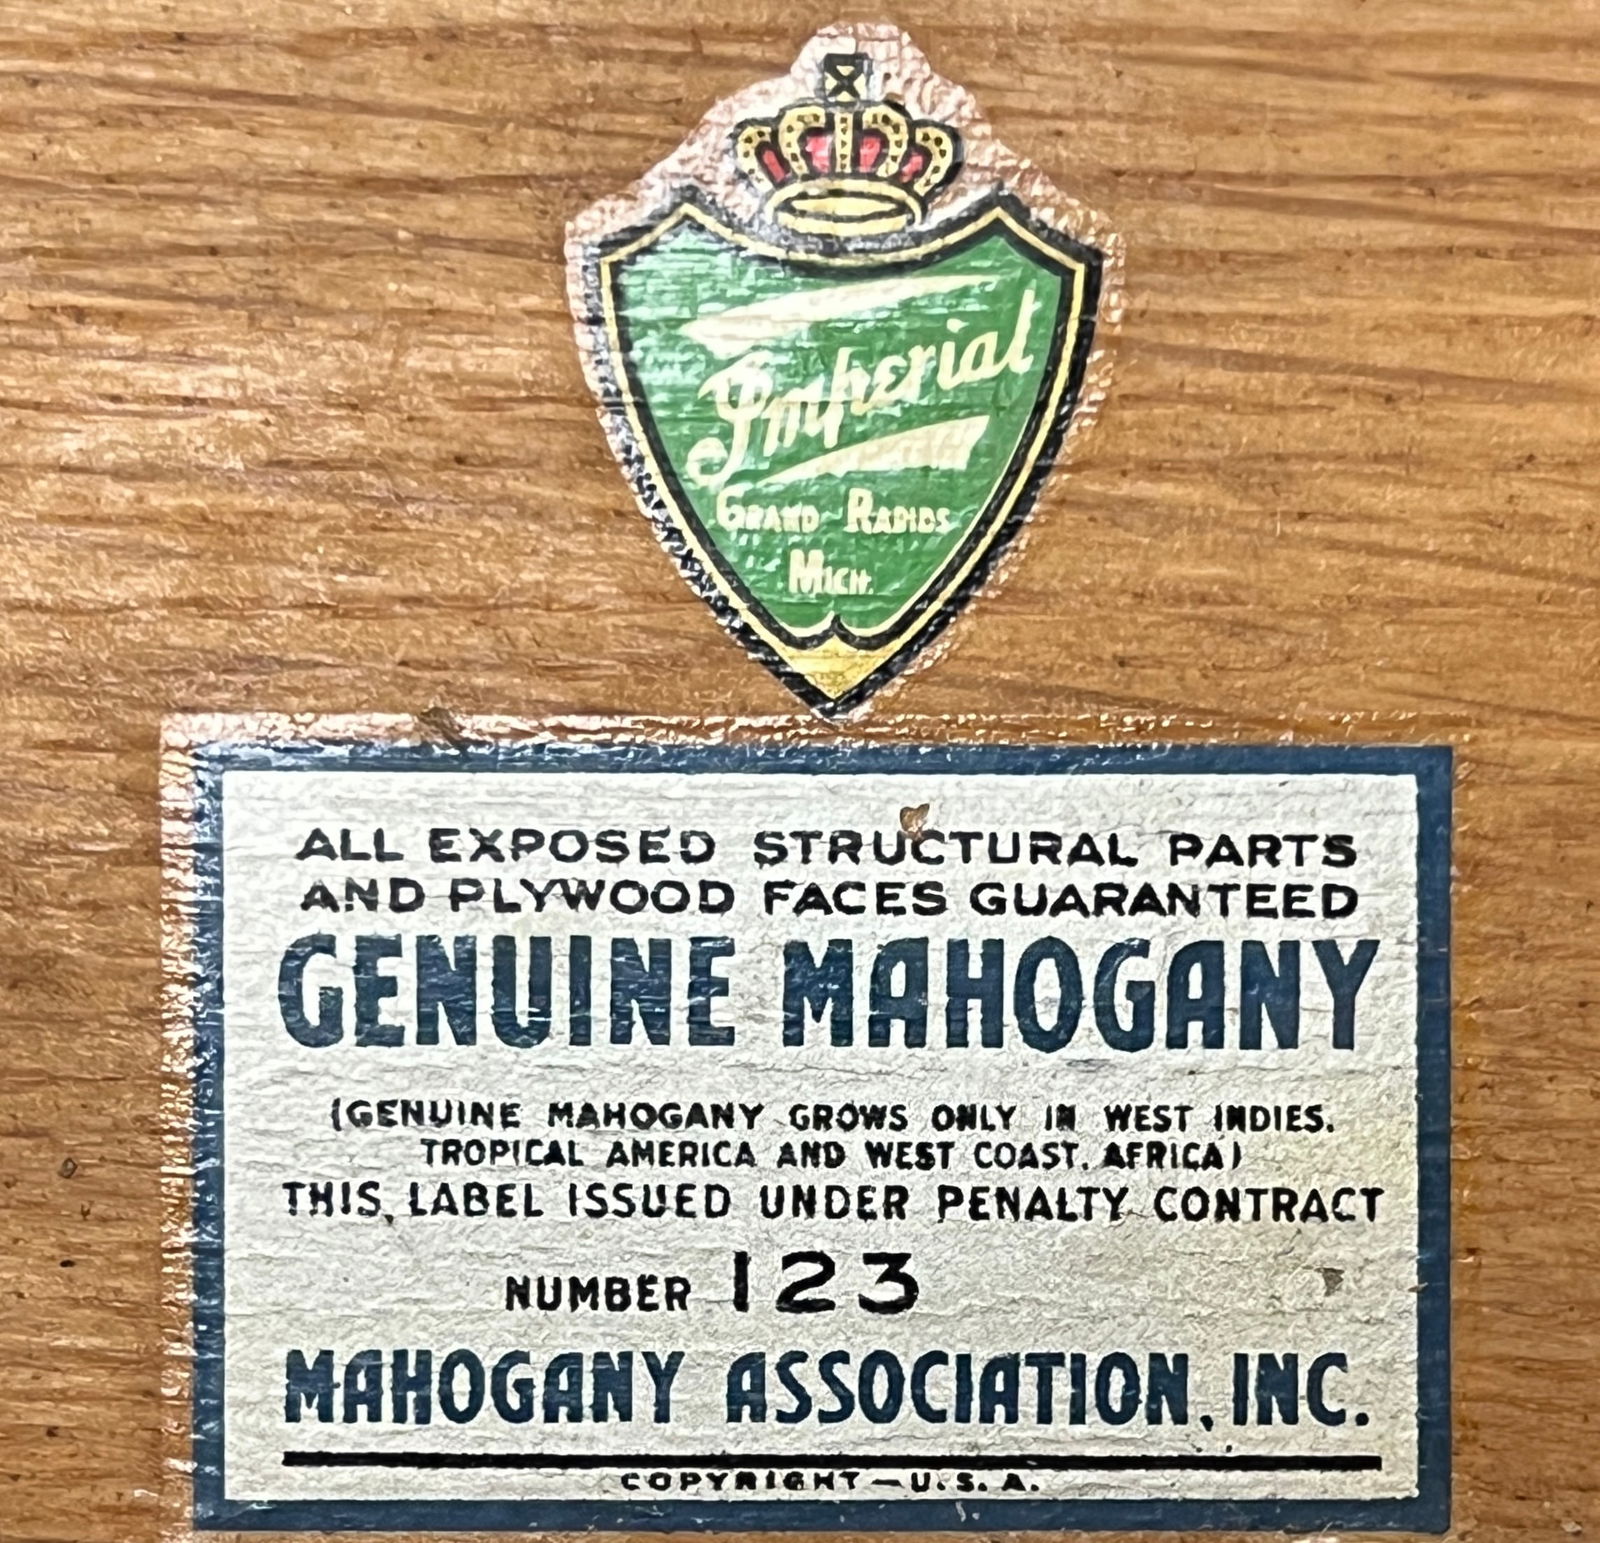 Imperial
GRAND RAPIDS
MICH.
ALL EXPOSED STRUCTURAL PARTS
AND PLYWOOD FACES GUARANTEED
GENUINE MAHOGANY
(GENUINE MAHOGANY GROWS ONLY IN WEST INDIES.
TROPICAL AMERICA AND WEST COAST. AFRICA)
THIS LABEL ISSUED UNDER PENALTY CONTRACT
NUMBER 123
MAHOGANY ASSOCIATION, INC.
COPYRIGHT—U.S.A.